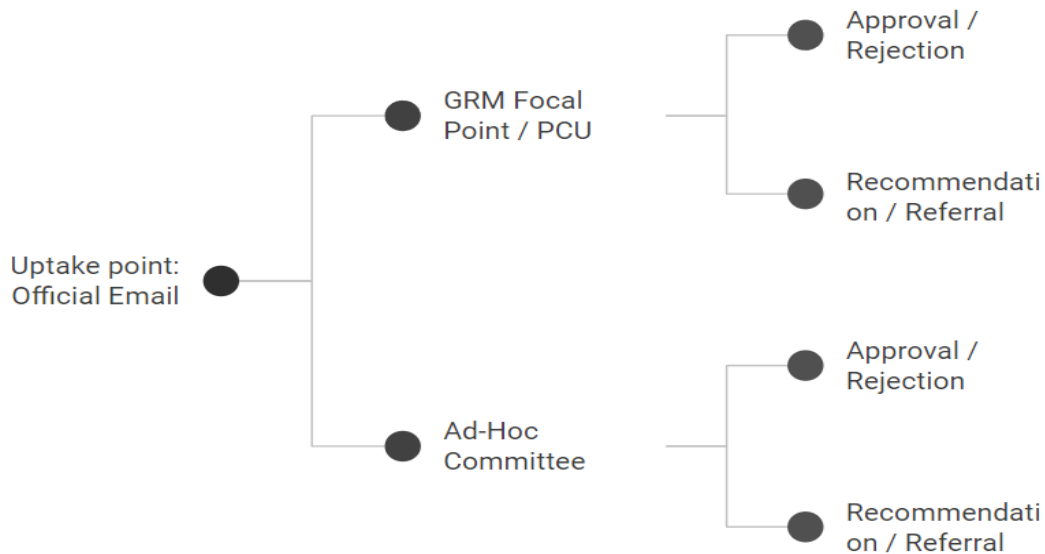 Approval /
Rejection
GRM Focal
Point / PCU
Recommendati
on / Referral
Uptake point:
Official Email
Approval /
Rejection
Ad-Hoc
Committee
Recommendati
on / Referral